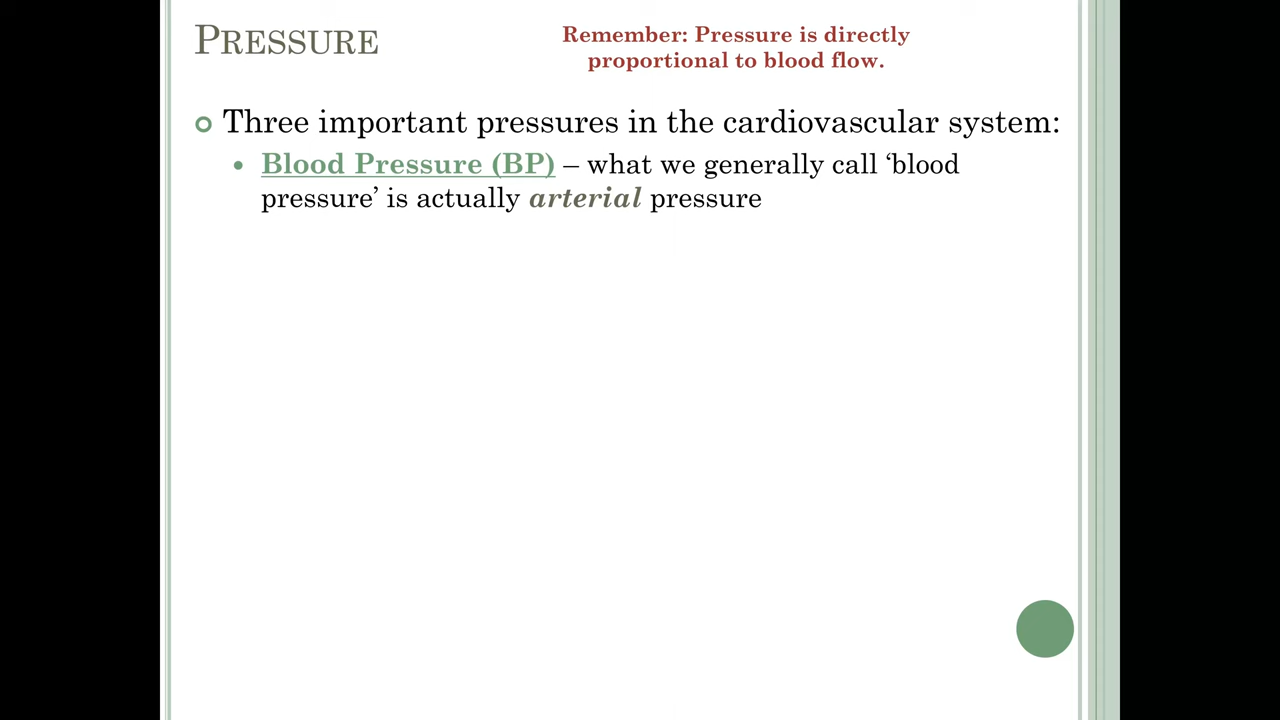 PRESSURE
Remember: Pressure is directly
proportional to blood flow.
Three important pressures in the cardiovascular system:
Blood Pressure (BP) – what we generally call ‘blood
pressure’ is actually arterial pressure